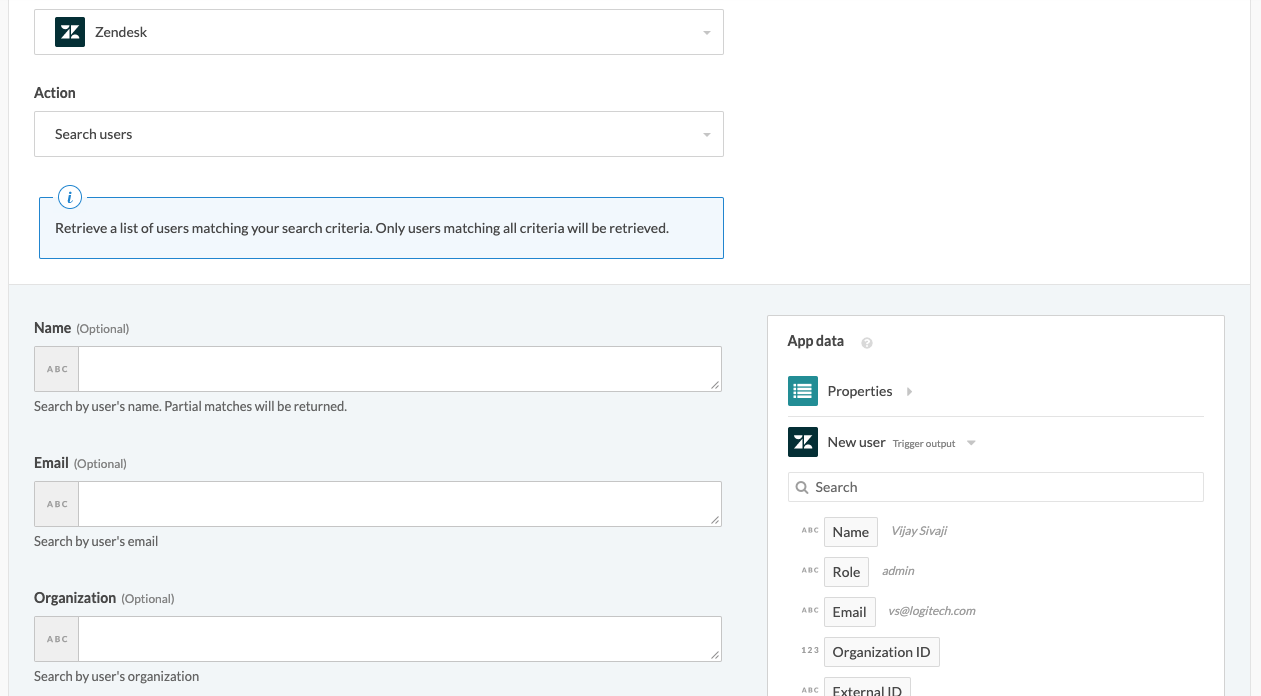 Zendesk
Action
Search users
i
Retrieve a list of users matching your search criteria. Only users matching all criteria will be retrieved.
Name (Optional)
ABC
Search by user's name. Partial matches will be returned.
Email (Optional)
ABC
Search by user's email
Organization (Optional)
ABC
Search by user's organization
App data ?
Properties
New user Trigger output
Search
ABC Name Vijay Sivaji
ABC Role admin
ABC Email vs@logitech.com
123 Organization ID
ABC External ID